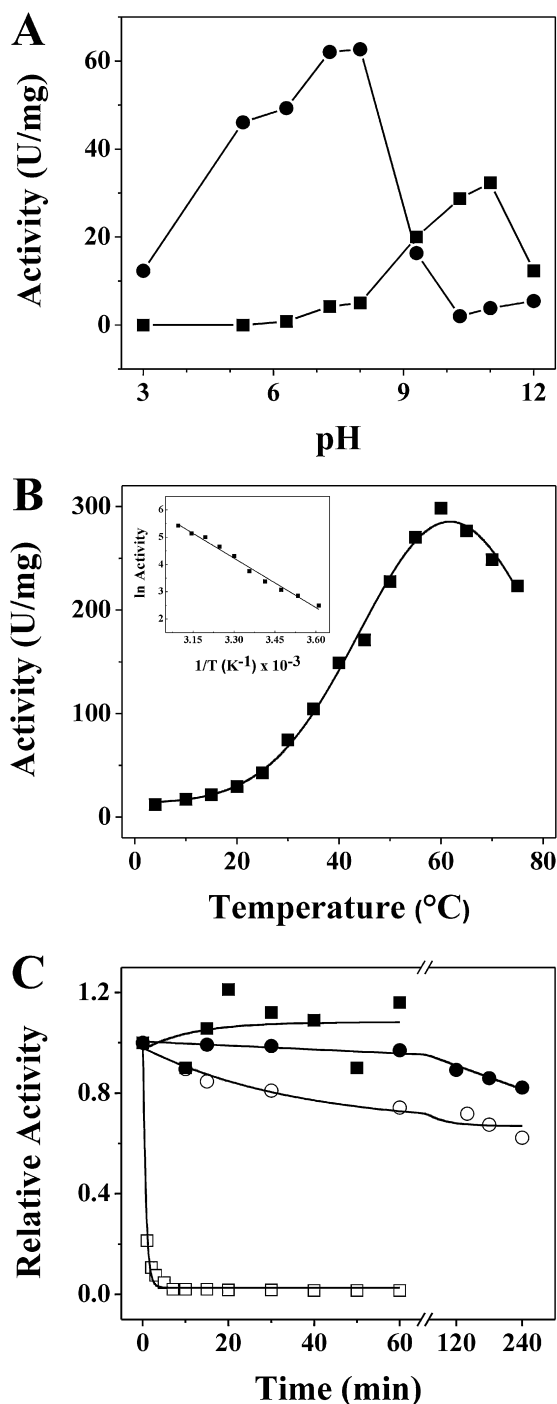 A
Activity (U/mg)
60
40
20
0
3 6 9 12
pH
B
Activity (U/mg)
300
200
100
0
ln Activity
6
5
4
3
2
3.15 3.30 3.45 3.60
1/T (K-1) x 10-3
0 20 40 60 80
Temperature (°C)
C
Relative Activity
1.2
0.8
0.4
0.0
0 20 40 60 120 240
Time (min)